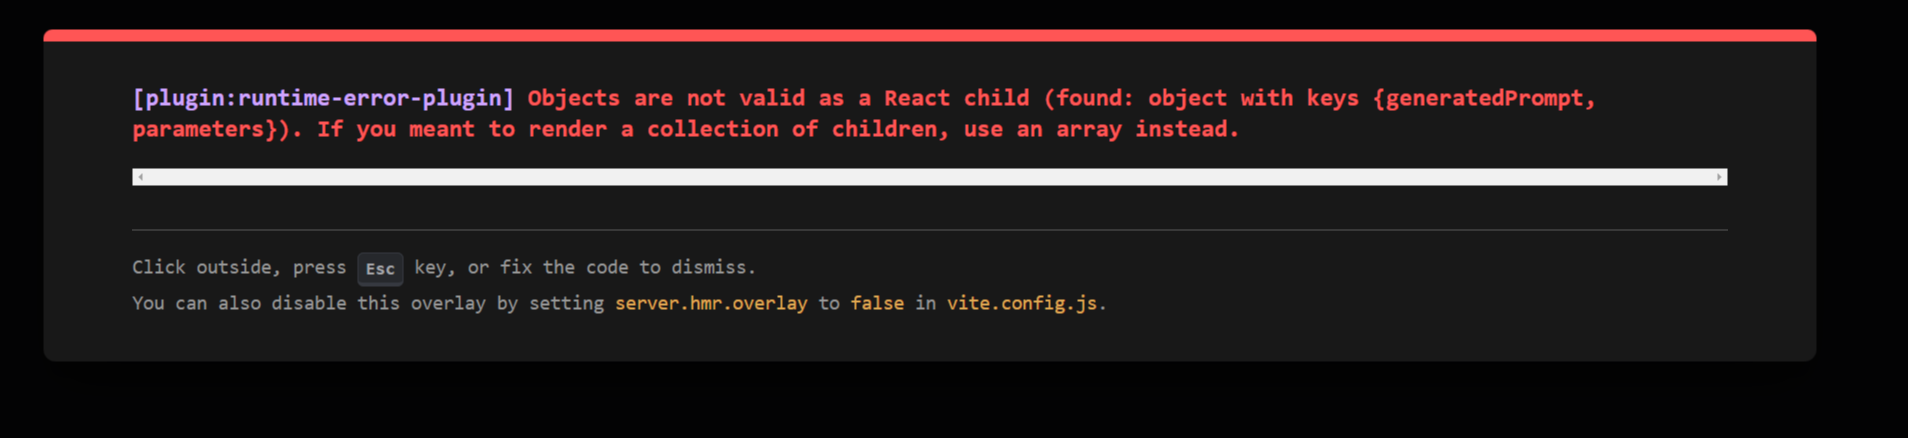 [plugin:runtime-error-plugin] Objects are not valid as a React child (found: object with keys {generatedPrompt,
parameters}). If you meant to render a collection of children, use an array instead.
Click outside, press Esc key, or fix the code to dismiss.
You can also disable this overlay by setting server.hmr.overlay to false in vite.config.js.